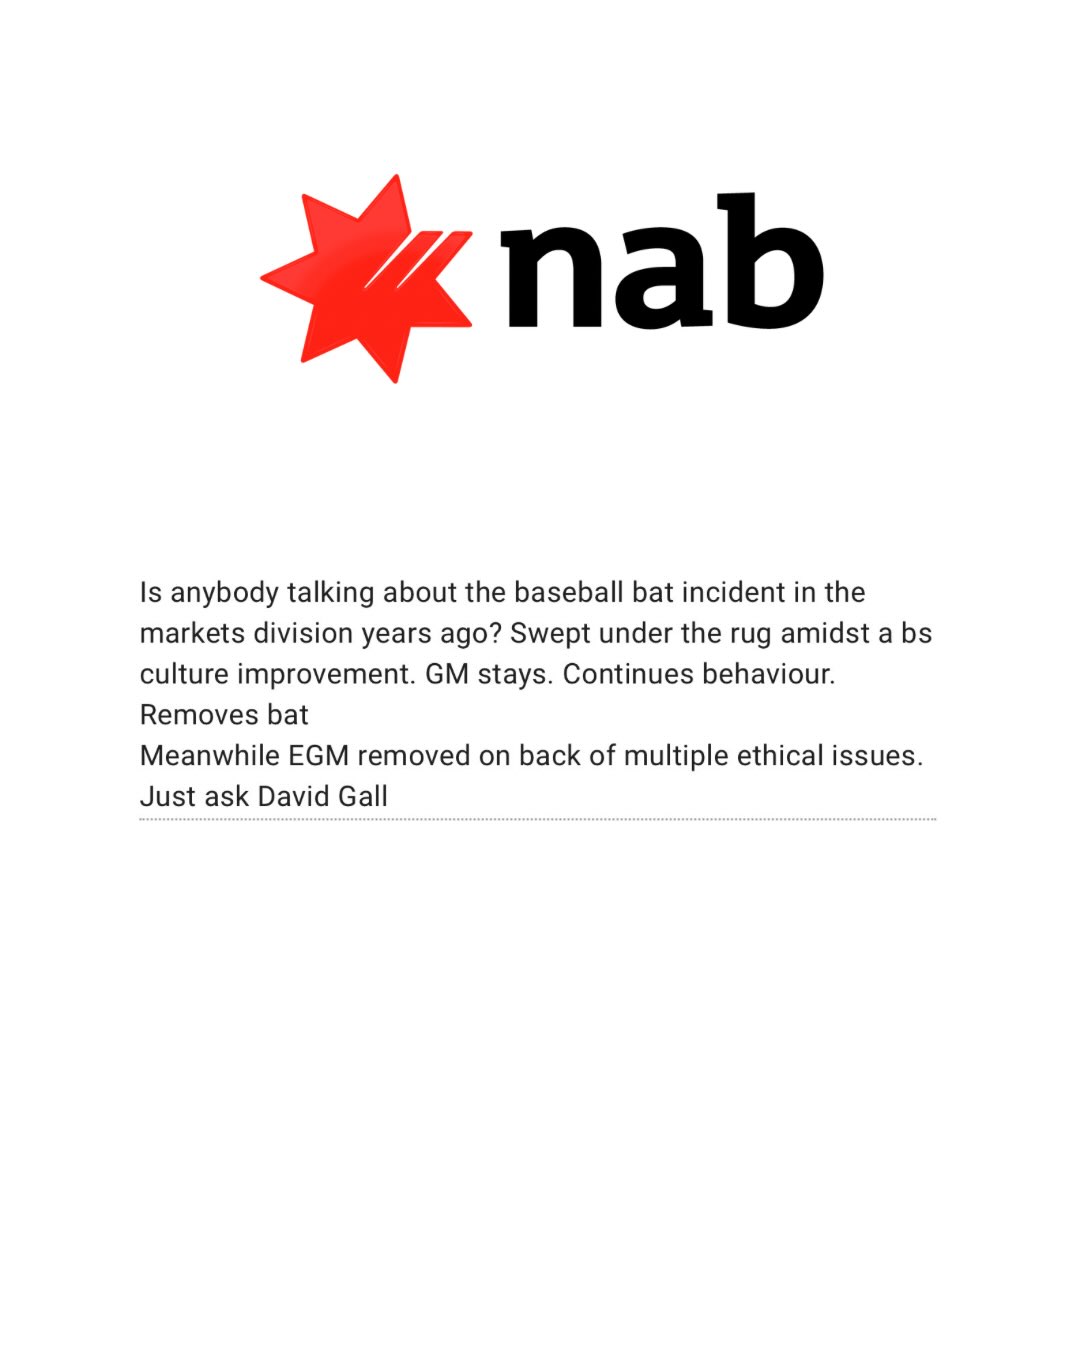 nab
Is anybody talking about the baseball bat incident in the
markets division years ago? Swept under the rug amidst a bs
culture improvement. GM stays. Continues behaviour.
Removes bat
Meanwhile EGM removed on back of multiple ethical issues.
Just ask David Gall